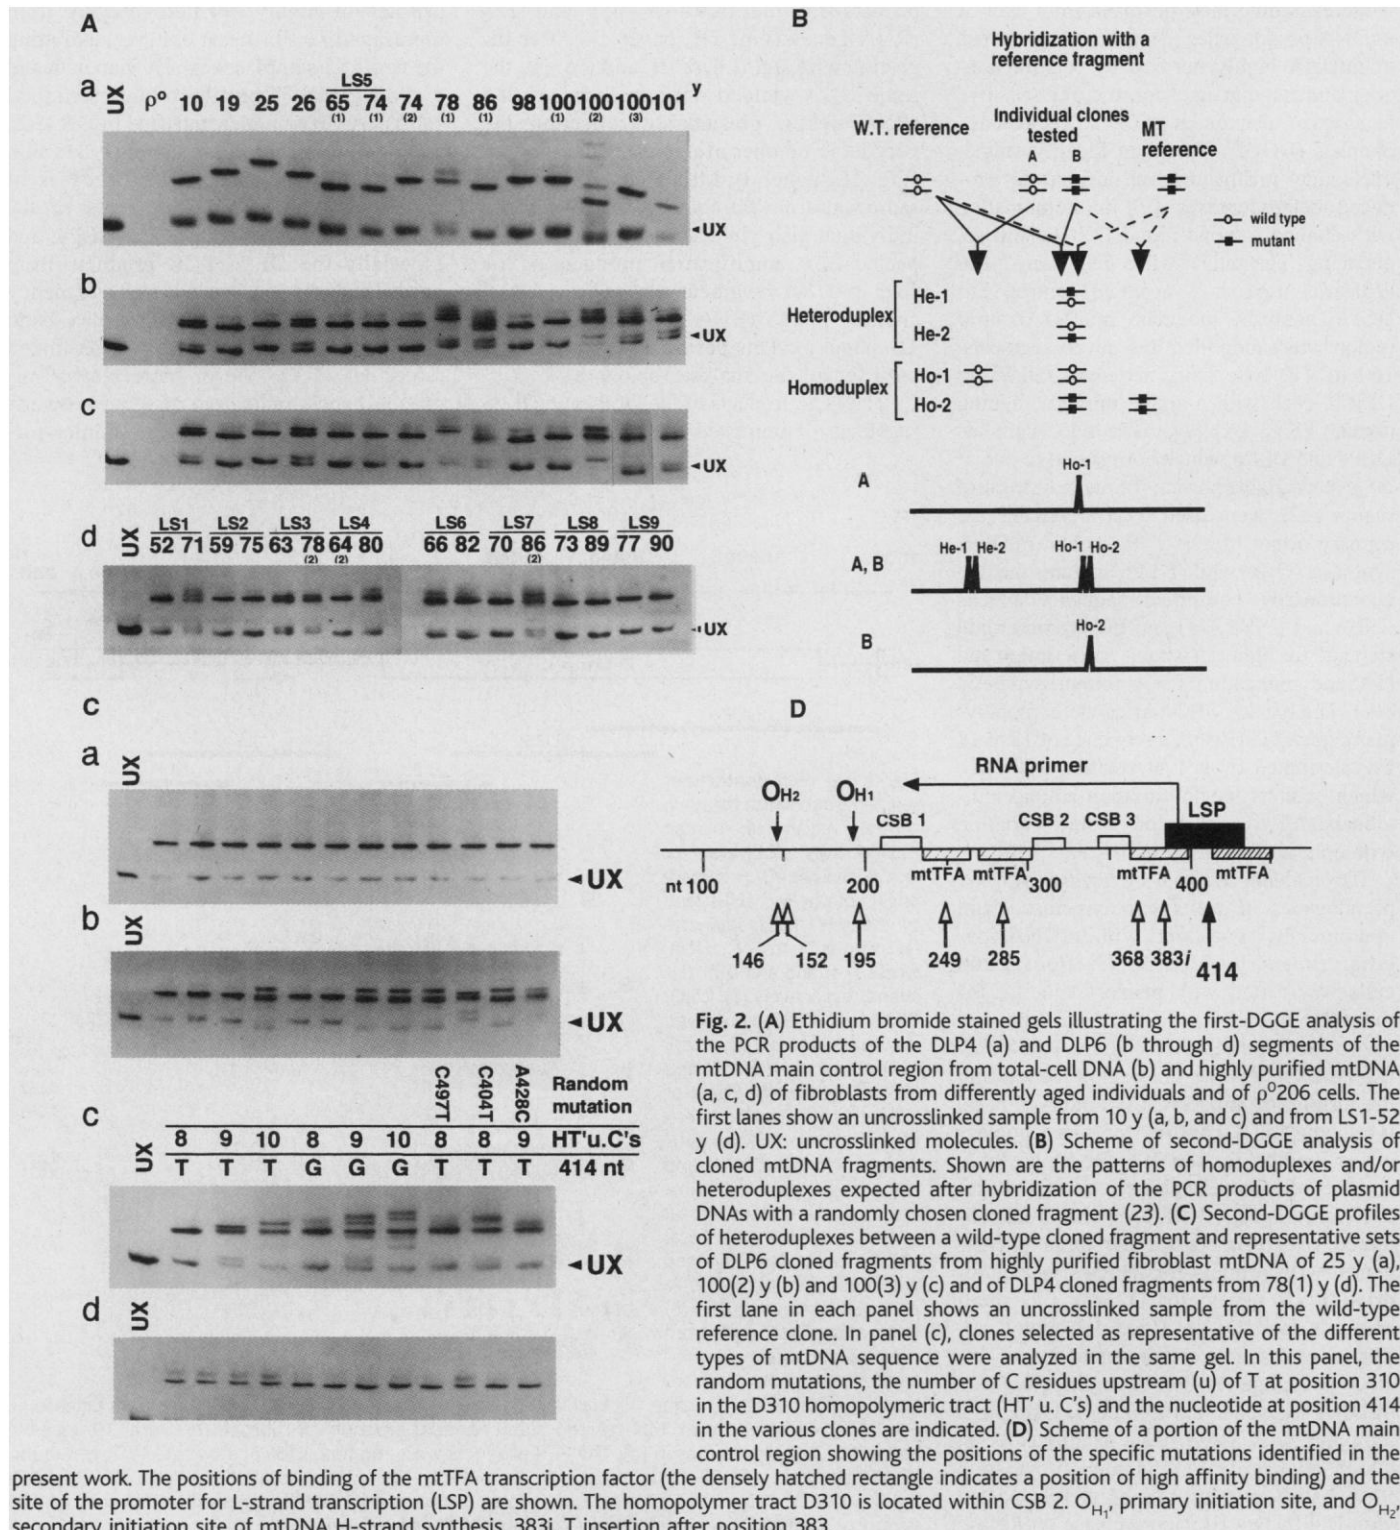 A
a
UX ρ° 10 19 25 26 65 74 74 78 86 98 100 100 100 101 y
LS5
(1) (1) (2) (1) (1) (1) (2) (3)
UX
b
UX
c
UX
d
UX
LS1 LS2 LS3 LS4 LS6 LS7 LS8 LS9
52 71 59 75 63 78 64 80 66 82 70 86 73 89 77 90
(2) (2) (2)
UX
B
Hybridization with a
reference fragment
W.T. reference
Individual clones
tested
A B
MT
reference
wild type
mutant
Heteroduplex
He-1
He-2
Homoduplex
Ho-1
Ho-2
A
Ho-1
A, B
He-1 He-2 Ho-1 Ho-2
B
Ho-2
c
a
UX
UX
b
UX
UX
c
UX
C497T C404T A428C Random
mutation
8 9 10 8 9 10 8 8 9 HT'u.C's
T T T G G G T T T 414 nt
UX
d
UX
D
RNA primer
OH2 OH1 LSP
CSB 1 CSB 2 CSB 3
mtTFA mtTFA mtTFA mtTFA
nt 100 200 300 400
146 152 195 249 285 368 383i 414
Fig. 2. (A) Ethidium bromide stained gels illustrating the first-DGGE analysis of
the PCR products of the DLP4 (a) and DLP6 (b through d) segments of the
mtDNA main control region from total-cell DNA (b) and highly purified mtDNA
(a, c, d) of fibroblasts from differently aged individuals and of ρ⁰206 cells. The
first lanes show an uncrosslinked sample from 10 y (a, b, and c) and from LS1-52
y (d). UX: uncrosslinked molecules. (B) Scheme of second-DGGE analysis of
cloned mtDNA fragments. Shown are the patterns of homoduplexes and/or
heteroduplexes expected after hybridization of the PCR products of plasmid
DNAs with a randomly chosen cloned fragment (23). (C) Second-DGGE profiles
of heteroduplexes between a wild-type cloned fragment and representative sets
of DLP6 cloned fragments from highly purified fibroblast mtDNA of 25 y (a),
100(2) y (b) and 100(3) y (c) and of DLP4 cloned fragments from 78(1) y (d). The
first lane in each panel shows an uncrosslinked sample from the wild-type
reference clone. In panel (c), clones selected as representative of the different
types of mtDNA sequence were analyzed in the same gel. In this panel, the
random mutations, the number of C residues upstream (u) of T at position 310
in the D310 homopolymeric tract (HT' u. C's) and the nucleotide at position 414
in the various clones are indicated. (D) Scheme of a portion of the mtDNA main
control region showing the positions of the specific mutations identified in the
present work. The positions of binding of the mtTFA transcription factor (the densely hatched rectangle indicates a position of high affinity binding) and the
site of the promoter for L-strand transcription (LSP) are shown. The homopolymer tract D310 is located within CSB 2. OH1, primary initiation site, and OH2,
secondary initiation site of mtDNA H-strand synthesis. 383i, T insertion after position 383.